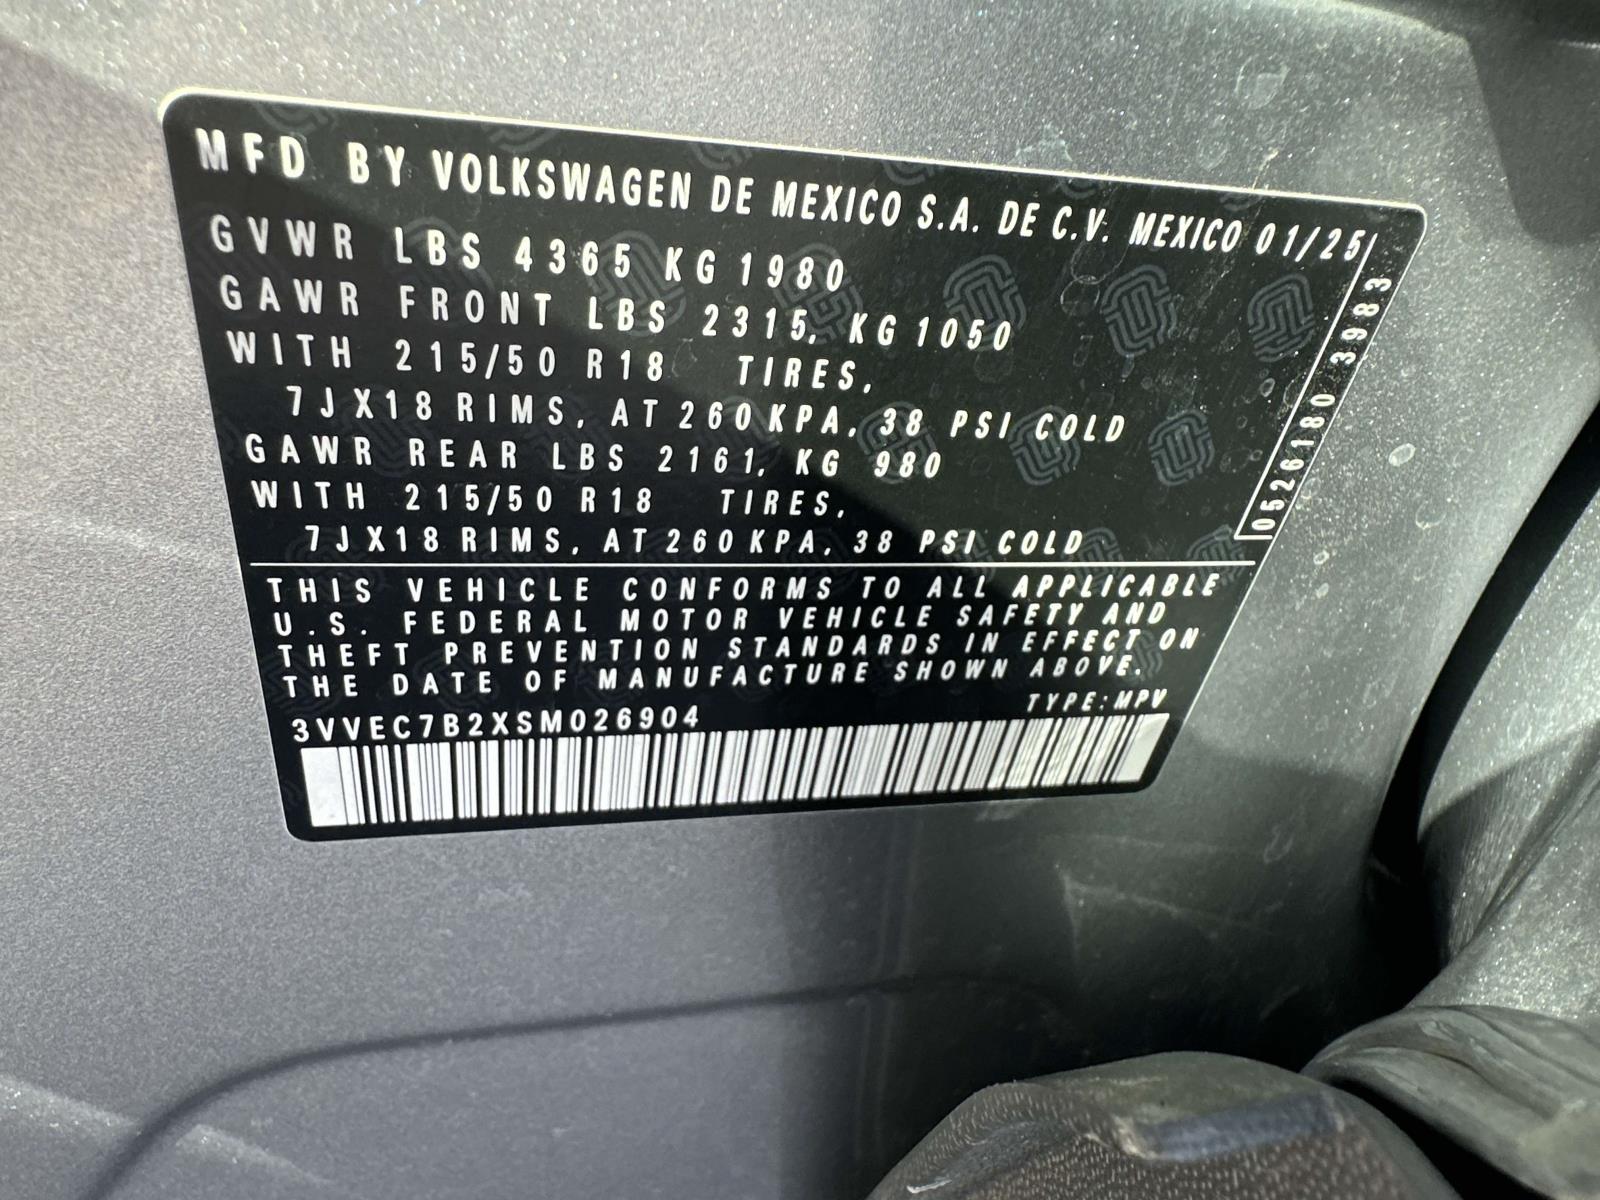 MFD BY VOLKSWAGEN DE MEXICO S.A. DE C.V. MEXICO 01/25
GVWR LBS 4365 KG 1980
GAWR FRONT LBS 2315, KG 1050
WITH 215/50 R18 TIRES,
7JX18 RIMS, AT 260 KPA, 38 PSI COLD
GAWR REAR LBS 2161, KG 980
WITH 215/50 R18 TIRES,
7JX18 RIMS, AT 260 KPA, 38 PSI COLD
0526180 3983
THIS VEHICLE CONFORMS TO ALL APPLICABLE
U.S. FEDERAL MOTOR VEHICLE SAFETY AND
THEFT PREVENTION STANDARDS IN EFFECT ON
THE DATE OF MANUFACTURE SHOWN ABOVE.
3VVEC7B2XSM026904 TYPE: MPV